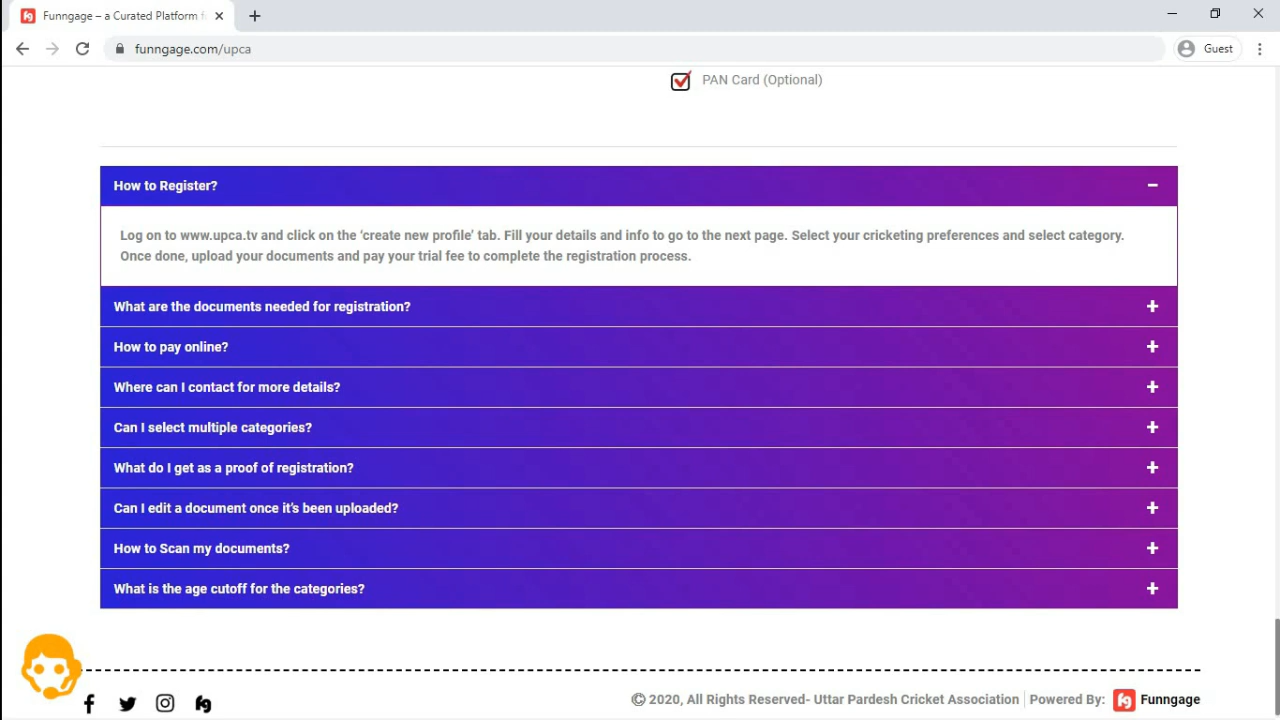 Funngage – a Curated Platform f
funngage.com/upca
Guest
PAN Card (Optional)
How to Register?
Log on to www.upca.tv and click on the ‘create new profile’ tab. Fill your details and info to go to the next page. Select your cricketing preferences and select category.
Once done, upload your documents and pay your trial fee to complete the registration process.
What are the documents needed for registration?
How to pay online?
Where can I contact for more details?
Can I select multiple categories?
What do I get as a proof of registration?
Can I edit a document once it’s been uploaded?
How to Scan my documents?
What is the age cutoff for the categories?
© 2020, All Rights Reserved- Uttar Pardesh Cricket Association Powered By: Funngage